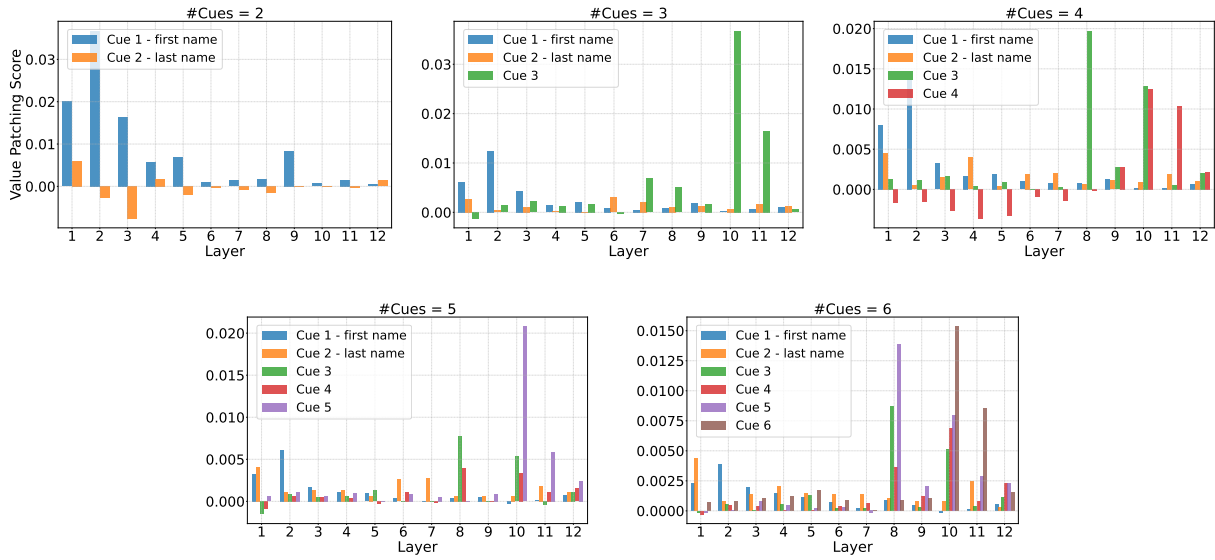 #Cues = 2
Value Patching Score
0.03
0.02
0.01
0.00
Cue 1 - first name
Cue 2 - last name
1 2 3 4 5 6 7 8 9 10 11 12
Layer
#Cues = 3
0.03
0.02
0.01
0.00
Cue 1 - first name
Cue 2 - last name
Cue 3
1 2 3 4 5 6 7 8 9 10 11 12
Layer
#Cues = 4
0.020
0.015
0.010
0.005
0.000
Cue 1 - first name
Cue 2 - last name
Cue 3
Cue 4
1 2 3 4 5 6 7 8 9 10 11 12
Layer
#Cues = 5
0.020
0.015
0.010
0.005
0.000
Cue 1 - first name
Cue 2 - last name
Cue 3
Cue 4
Cue 5
1 2 3 4 5 6 7 8 9 10 11 12
Layer
#Cues = 6
0.0150
0.0125
0.0100
0.0075
0.0050
0.0025
0.0000
Cue 1 - first name
Cue 2 - last name
Cue 3
Cue 4
Cue 5
Cue 6
1 2 3 4 5 6 7 8 9 10 11 12
Layer